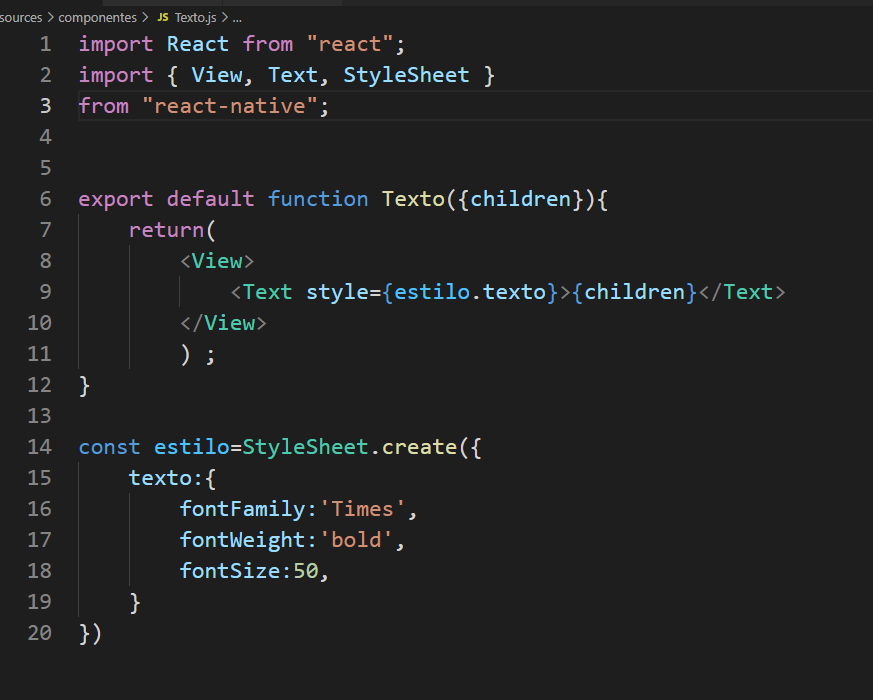 sources > componentes > JS Texto.js > ...
1 import React from "react";
2 import { View, Text, StyleSheet }
3 from "react-native";
4
5
6 export default function Texto({children}){
7     return(
8         <View>
9             <Text style={estilo.texto}>{children}</Text>
10         </View>
11         ) ;
12 }
13
14 const estilo=StyleSheet.create({
15     texto:{
16         fontFamily:'Times',
17         fontWeight:'bold',
18         fontSize:50,
19     }
20 })